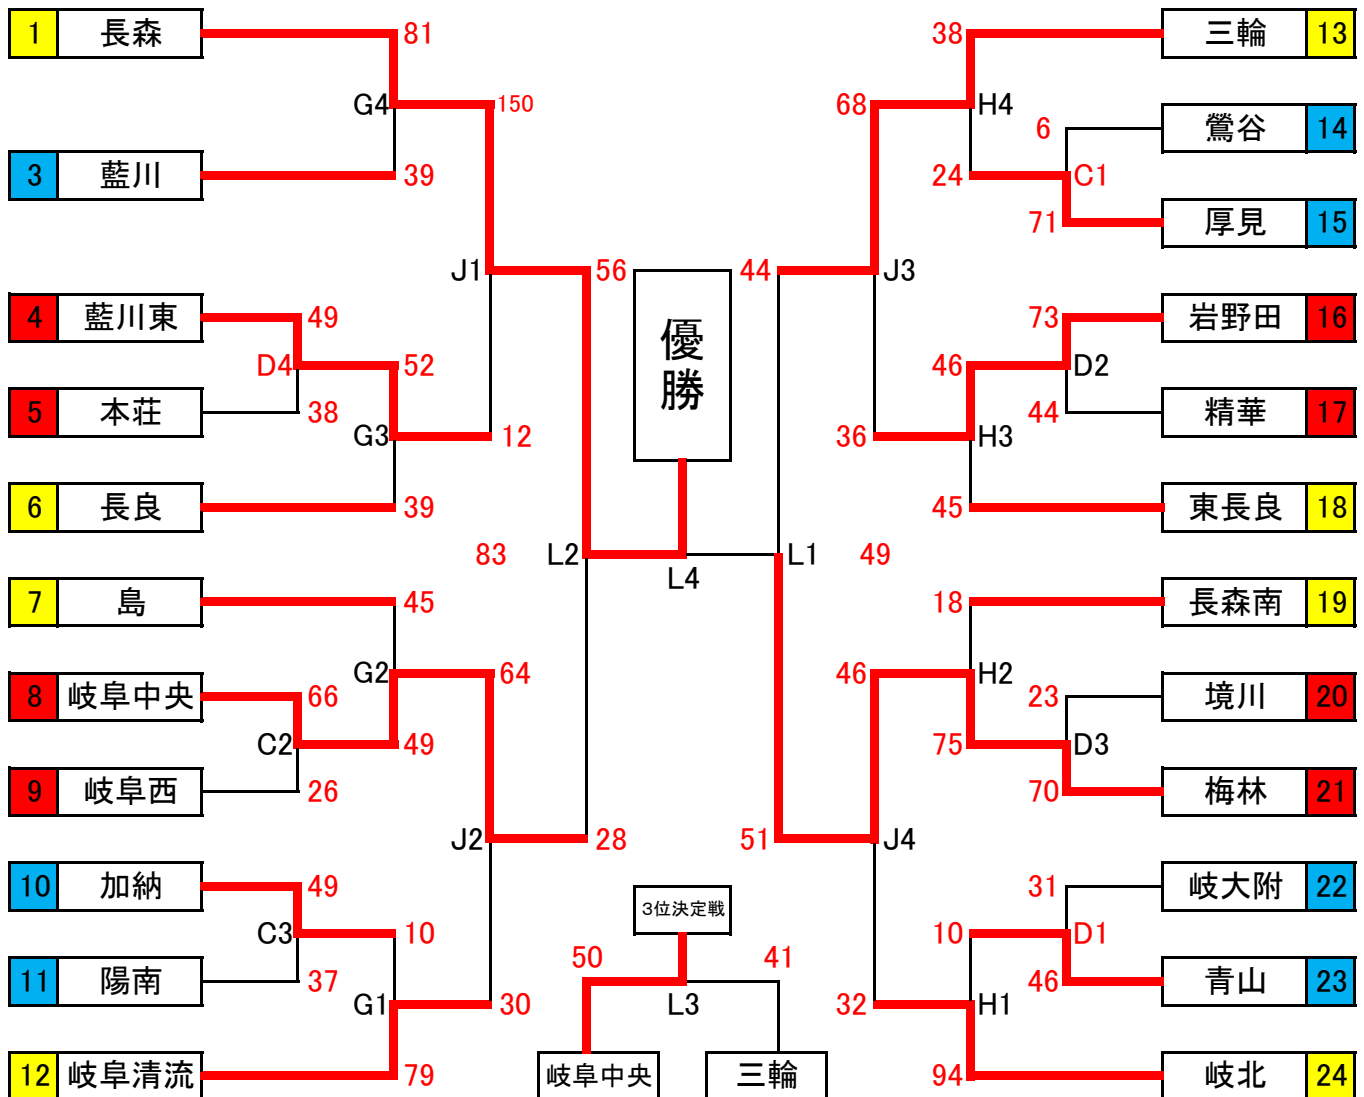 1 長森 81 38 三輪 13
G4 150 68 H4
6 鶯谷 14
3 藍川 39 24 C1
71 厚見 15
J1 56 44 J3
4 藍川東 49 73 岩野田 16
優勝
D4 52 46 D2
5 本荘 38 44 精華 17
G3 12 36 H3
6 長良 39 45 東長良 18
83 L2 L4 L1 49
7 島 45 18 長森南 19
G2 64 46 H2
8 岐阜中央 66 23 境川 20
C2 49 75 D3
9 岐阜西 26 70 梅林 21
J2 28 51 J4
10 加納 49 31 岐大附 22
3位決定戦
C3 10 10 D1
50 41
11 陽南 37 46 青山 23
G1 30 L3 32 H1
12 岐阜清流 79 岐阜中央 三輪 94 岐北 24